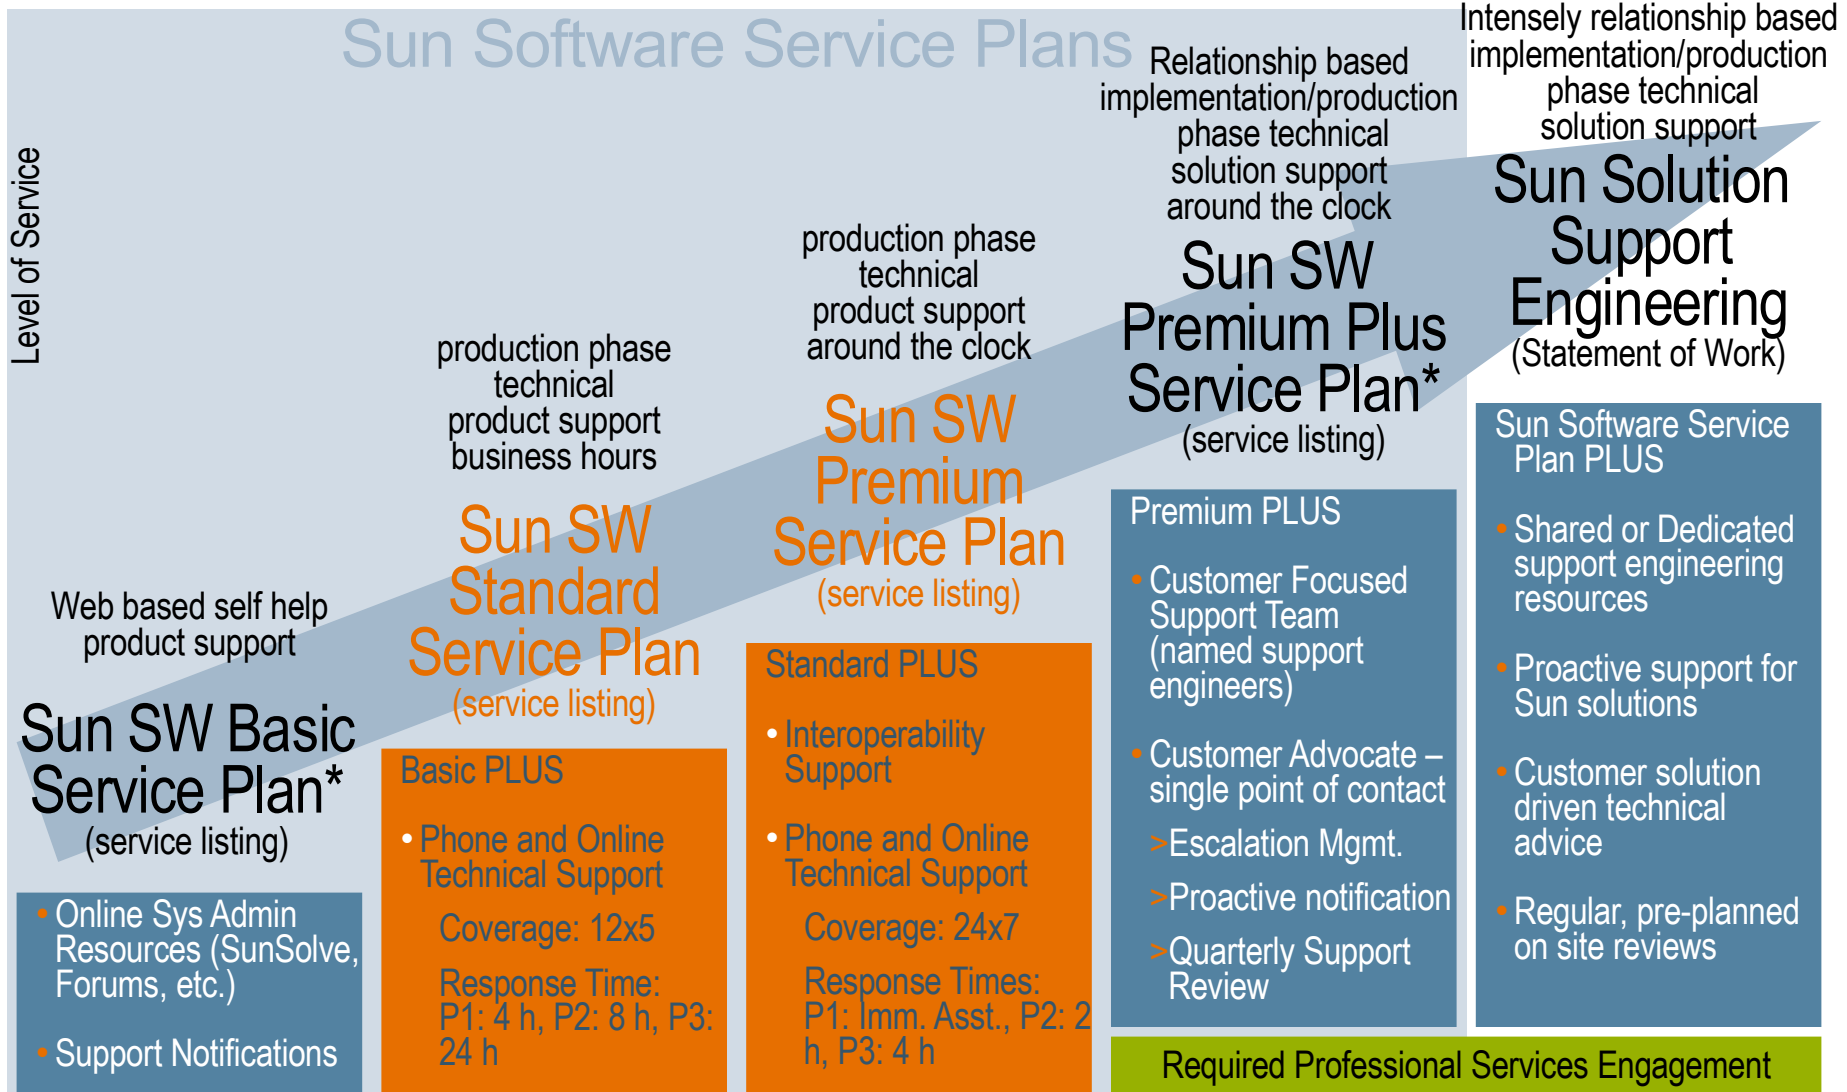 Sun Software Service Plans
Level of Service
Web based self help
product support
Sun SW Basic
Service Plan*
(service listing)
• Online Sys Admin
Resources (SunSolve,
Forums, etc.)
• Support Notifications
production phase
technical
product support
business hours
Sun SW
Standard
Service Plan
(service listing)
Basic PLUS
• Phone and Online
Technical Support
Coverage: 12x5
Response Time:
P1: 4 h, P2: 8 h, P3:
24 h
production phase
technical
product support
around the clock
Sun SW
Premium
Service Plan
(service listing)
Standard PLUS
• Interoperability
Support
• Phone and Online
Technical Support
Coverage: 24x7
Response Times:
P1: Imm. Asst., P2: 2
h, P3: 4 h
Relationship based
implementation/production
phase technical
solution support
around the clock
Sun SW
Premium Plus
Service Plan*
(service listing)
Premium PLUS
• Customer Focused
Support Team
(named support
engineers)
• Customer Advocate –
single point of contact
>Escalation Mgmt.
>Proactive notification
>Quarterly Support
Review
Intensely relationship based
implementation/production
phase technical
solution support
Sun Solution
Support
Engineering
(Statement of Work)
Sun Software Service
Plan PLUS
• Shared or Dedicated
support engineering
resources
• Proactive support for
Sun solutions
• Customer solution
driven technical
advice
• Regular, pre-planned
on site reviews
Required Professional Services Engagement